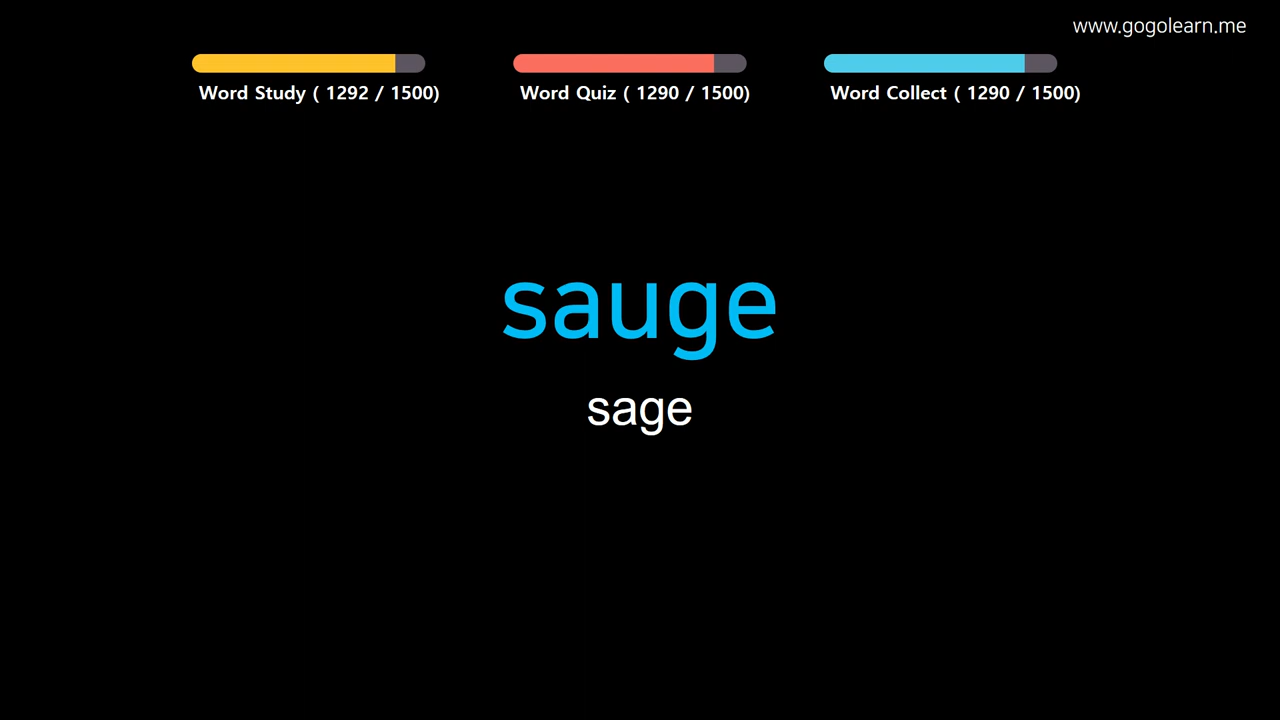 www.gogolearn.me
Word Study ( 1292 / 1500)
Word Quiz ( 1290 / 1500)
Word Collect ( 1290 / 1500)
sauge
sage